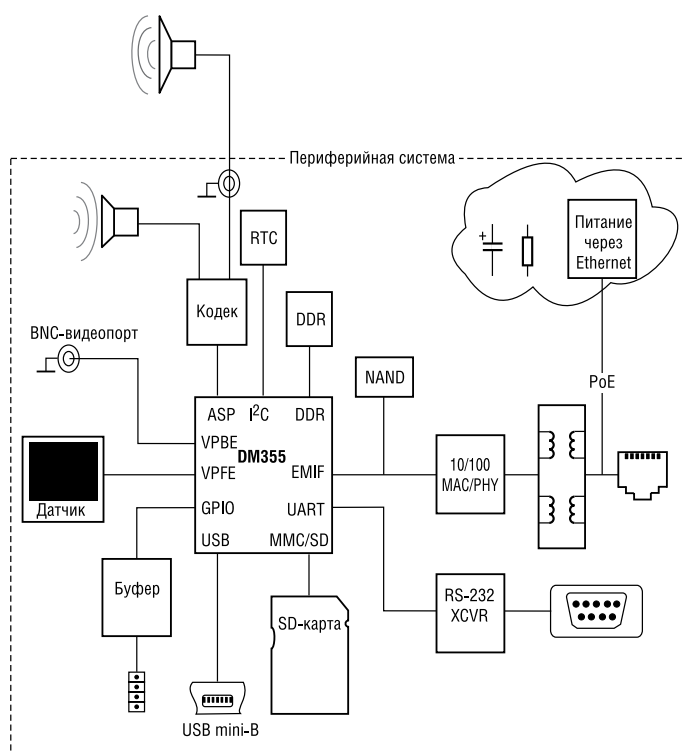 Периферийная система
RTC
Питание
через
Ethernet
+
Кодек
DDR
BNC-видеопорт
NAND
PoE
ASP
I²C
DDR
VPBE
DM355
VPFE
EMIF
10/100
MAC/PHY
Датчик
GPIO
UART
USB
MMC/SD
Буфер
SD-карта
RS-232
XCVR
USB mini-B